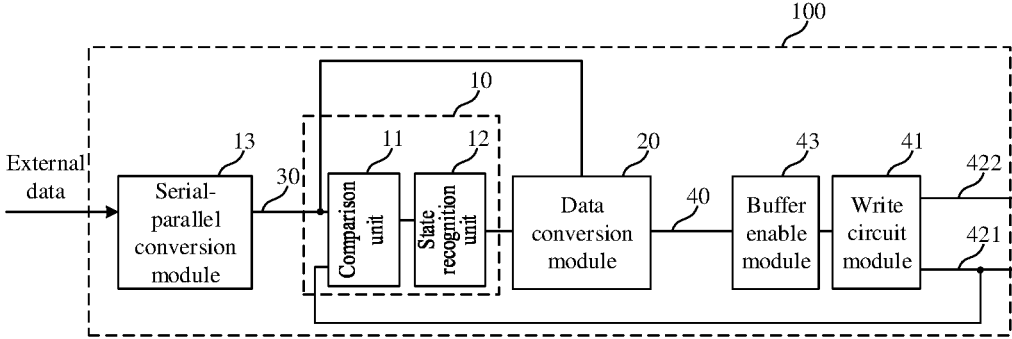 100
10
External
data
13
Serial-
parallel
conversion
module
30
11
Comparison
unit
12
State
recognition
unit
20
Data
conversion
module
40
43
Buffer
enable
module
41
Write
circuit
module
422
421